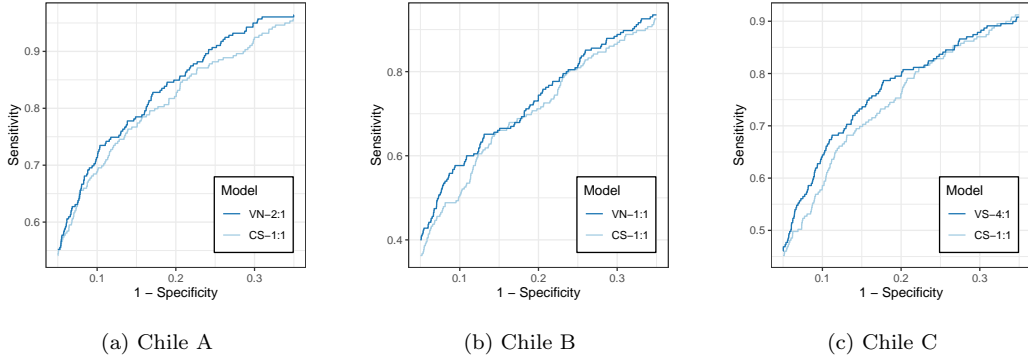 0.9
0.8
0.7
0.6
Sensitivity
0.1
0.2
0.3
1 − Specificity
Model
VN−2:1
CS−1:1
(a) Chile A
0.8
0.6
0.4
Sensitivity
0.1
0.2
0.3
1 − Specificity
Model
VN−1:1
CS−1:1
(b) Chile B
0.9
0.8
0.7
0.6
0.5
Sensitivity
0.1
0.2
0.3
1 − Specificity
Model
VS−4:1
CS−1:1
(c) Chile C